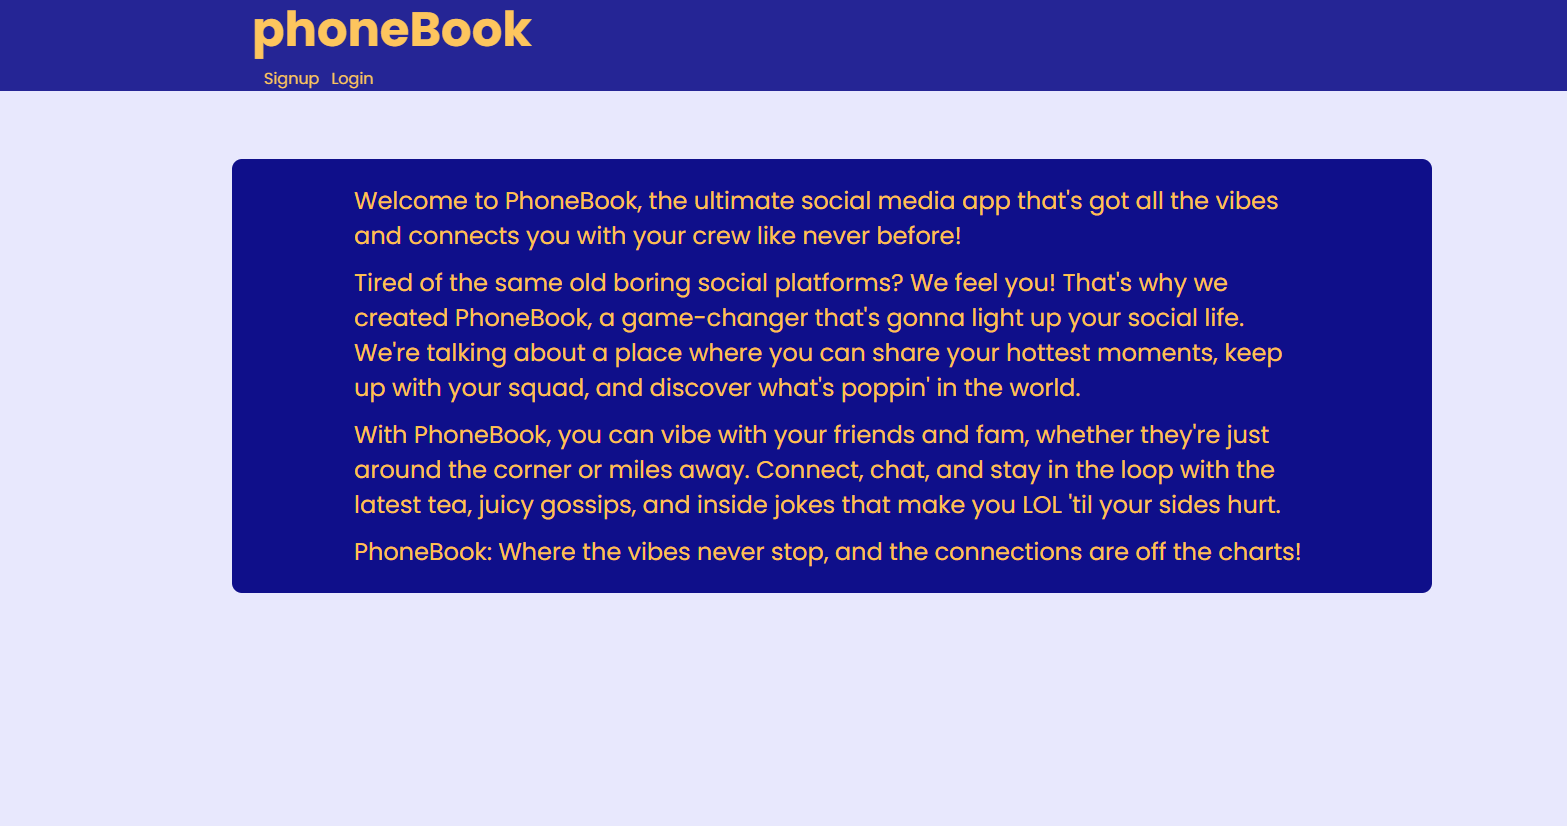 phoneBook
Signup Login
Welcome to PhoneBook, the ultimate social media app that's got all the vibes
and connects you with your crew like never before!
Tired of the same old boring social platforms? We feel you! That's why we
created PhoneBook, a game-changer that's gonna light up your social life.
We're talking about a place where you can share your hottest moments, keep
up with your squad, and discover what's poppin' in the world.
With PhoneBook, you can vibe with your friends and fam, whether they're just
around the corner or miles away. Connect, chat, and stay in the loop with the
latest tea, juicy gossips, and inside jokes that make you LOL 'til your sides hurt.
PhoneBook: Where the vibes never stop, and the connections are off the charts!